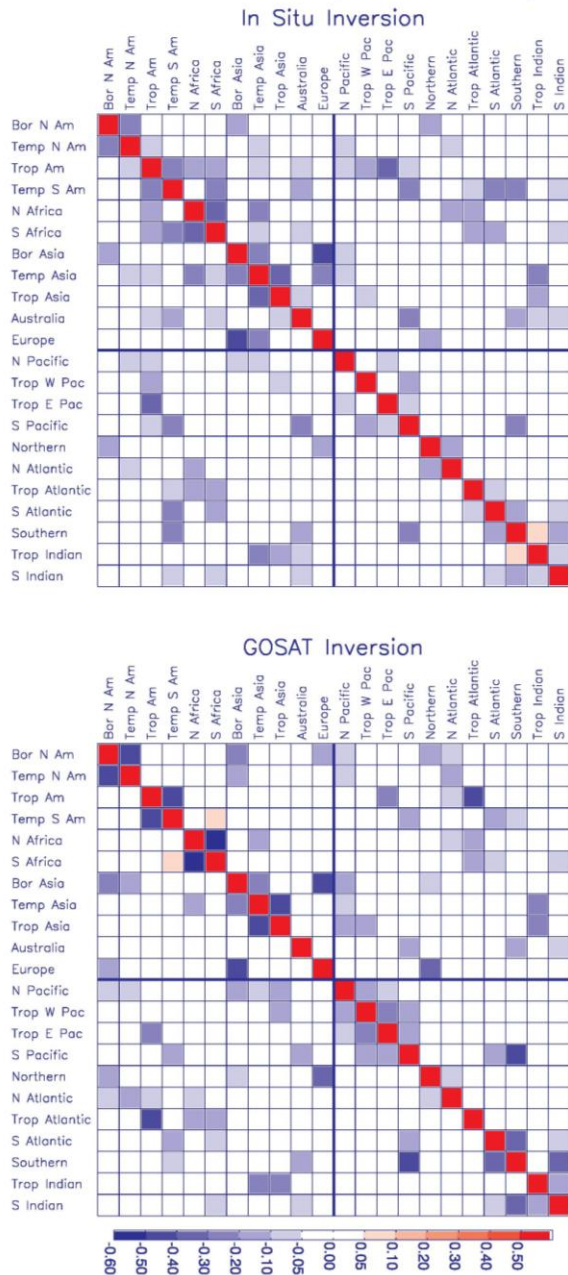 In Situ Inversion
Bor N Am
Temp N Am
Trop Am
Temp S Am
N Africa
S Africa
Bor Asia
Temp Asia
Trop Asia
Australia
Europe
N Pacific
Trop W Pac
Trop E Pac
S Pacific
Northern
N Atlantic
Trop Atlantic
S Atlantic
Southern
Trop Indian
S Indian
Bor N Am
Temp N Am
Trop Am
Temp S Am
N Africa
S Africa
Bor Asia
Temp Asia
Trop Asia
Australia
Europe
N Pacific
Trop W Pac
Trop E Pac
S Pacific
Northern
N Atlantic
Trop Atlantic
S Atlantic
Southern
Trop Indian
S Indian
GOSAT Inversion
Bor N Am
Temp N Am
Trop Am
Temp S Am
N Africa
S Africa
Bor Asia
Temp Asia
Trop Asia
Australia
Europe
N Pacific
Trop W Pac
Trop E Pac
S Pacific
Northern
N Atlantic
Trop Atlantic
S Atlantic
Southern
Trop Indian
S Indian
Bor N Am
Temp N Am
Trop Am
Temp S Am
N Africa
S Africa
Bor Asia
Temp Asia
Trop Asia
Australia
Europe
N Pacific
Trop W Pac
Trop E Pac
S Pacific
Northern
N Atlantic
Trop Atlantic
S Atlantic
Southern
Trop Indian
S Indian
-0.60
-0.50
-0.40
-0.30
-0.20
-0.10
-0.05
0.05
0.10
0.20
0.30
0.50